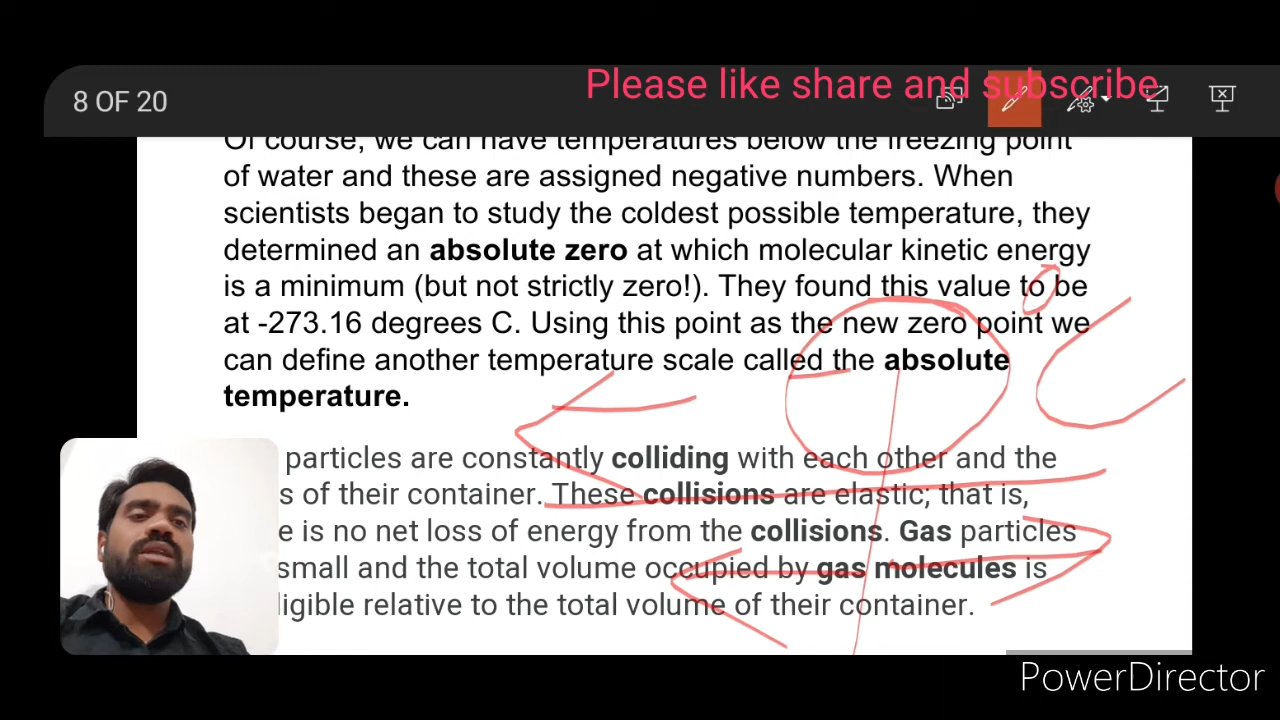 Please like share and subscribe
8 OF 20
Of course, we can have temperatures below the freezing point
of water and these are assigned negative numbers. When
scientists began to study the coldest possible temperature, they
determined an absolute zero at which molecular kinetic energy
is a minimum (but not strictly zero!). They found this value to be
at -273.16 degrees C. Using this point as the new zero point we
can define another temperature scale called the absolute
temperature.
particles are constantly colliding with each other and the
s of their container. These collisions are elastic; that is,
e is no net loss of energy from the collisions. Gas particles
small and the total volume occupied by gas molecules is
ligible relative to the total volume of their container.
PowerDirector